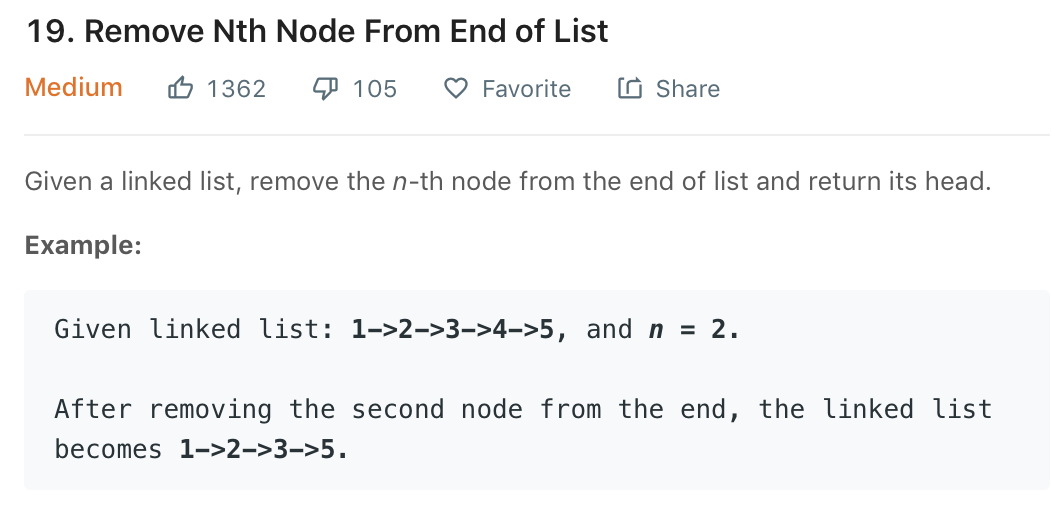 19. Remove Nth Node From End of List
Medium 1362 105 Favorite Share
Given a linked list, remove the n-th node from the end of list and return its head.
Example:
Given linked list: 1->2->3->4->5, and n = 2.
After removing the second node from the end, the linked list
becomes 1->2->3->5.